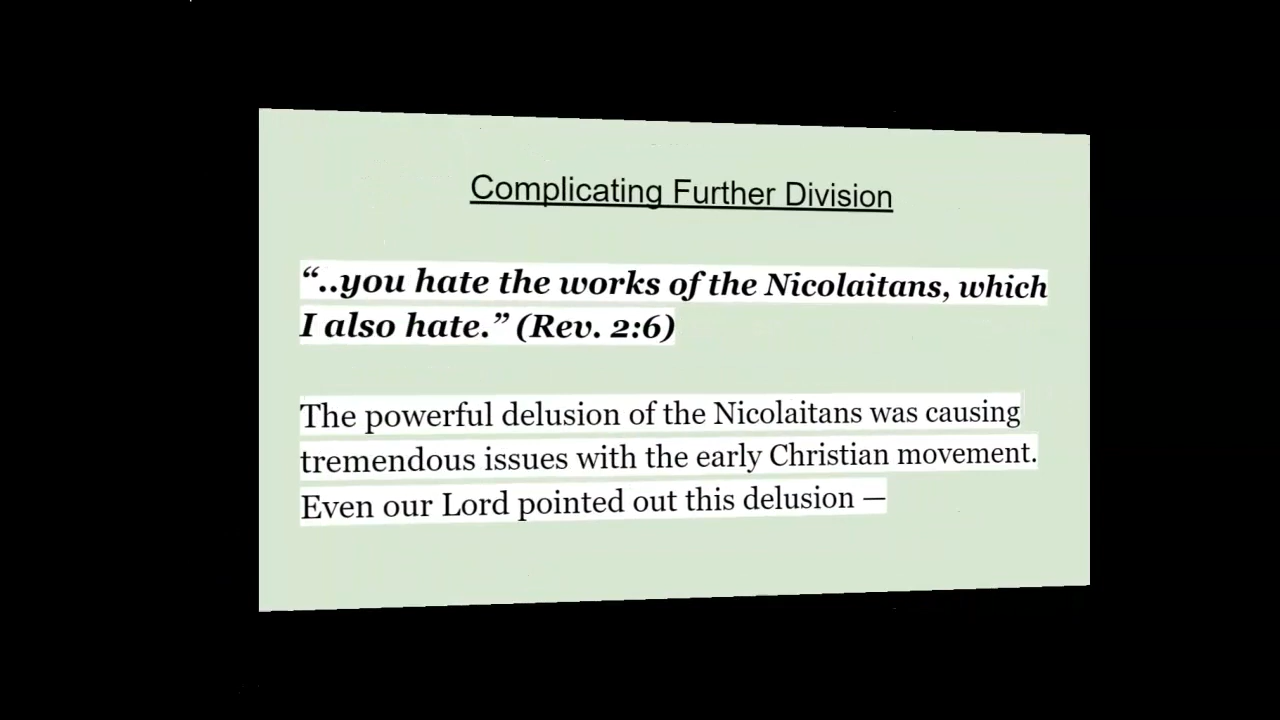 Complicating Further Division
“..you hate the works of the Nicolaitans, which
I also hate.” (Rev. 2:6)
The powerful delusion of the Nicolaitans was causing
tremendous issues with the early Christian movement.
Even our Lord pointed out this delusion —